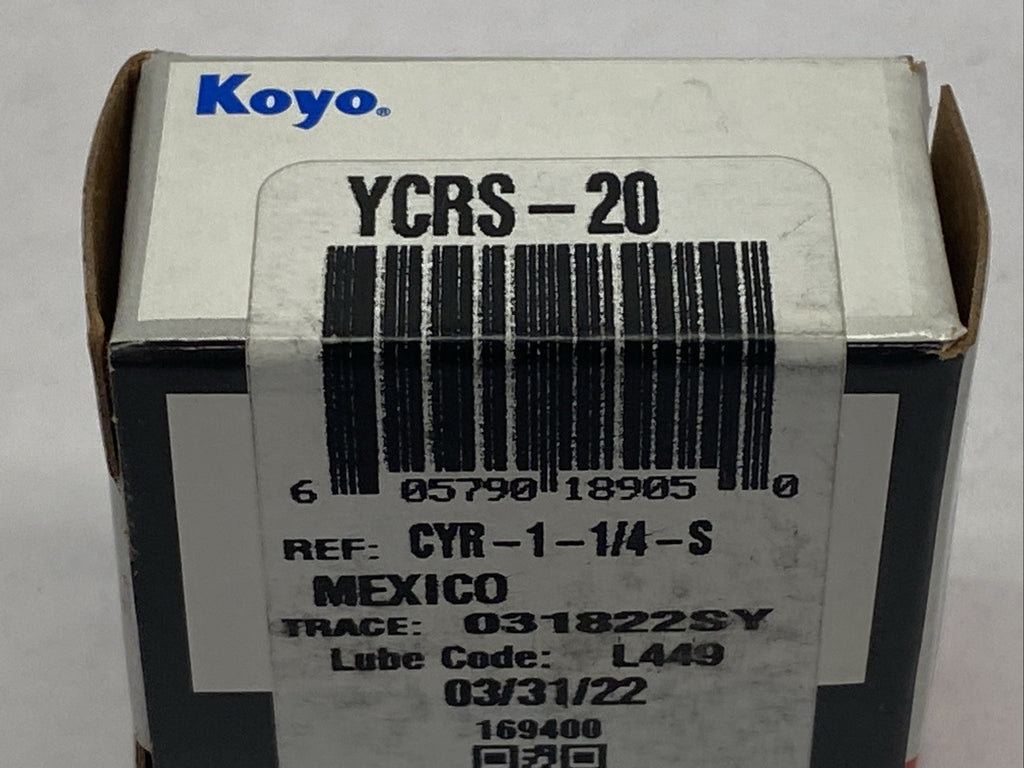 Koyo®
YCRS-20
6 05790 18905 0
REF: CYR-1-1/4-S
MEXICO
TRACE: 031822SY
Lube Code: L449
03/31/22
169400